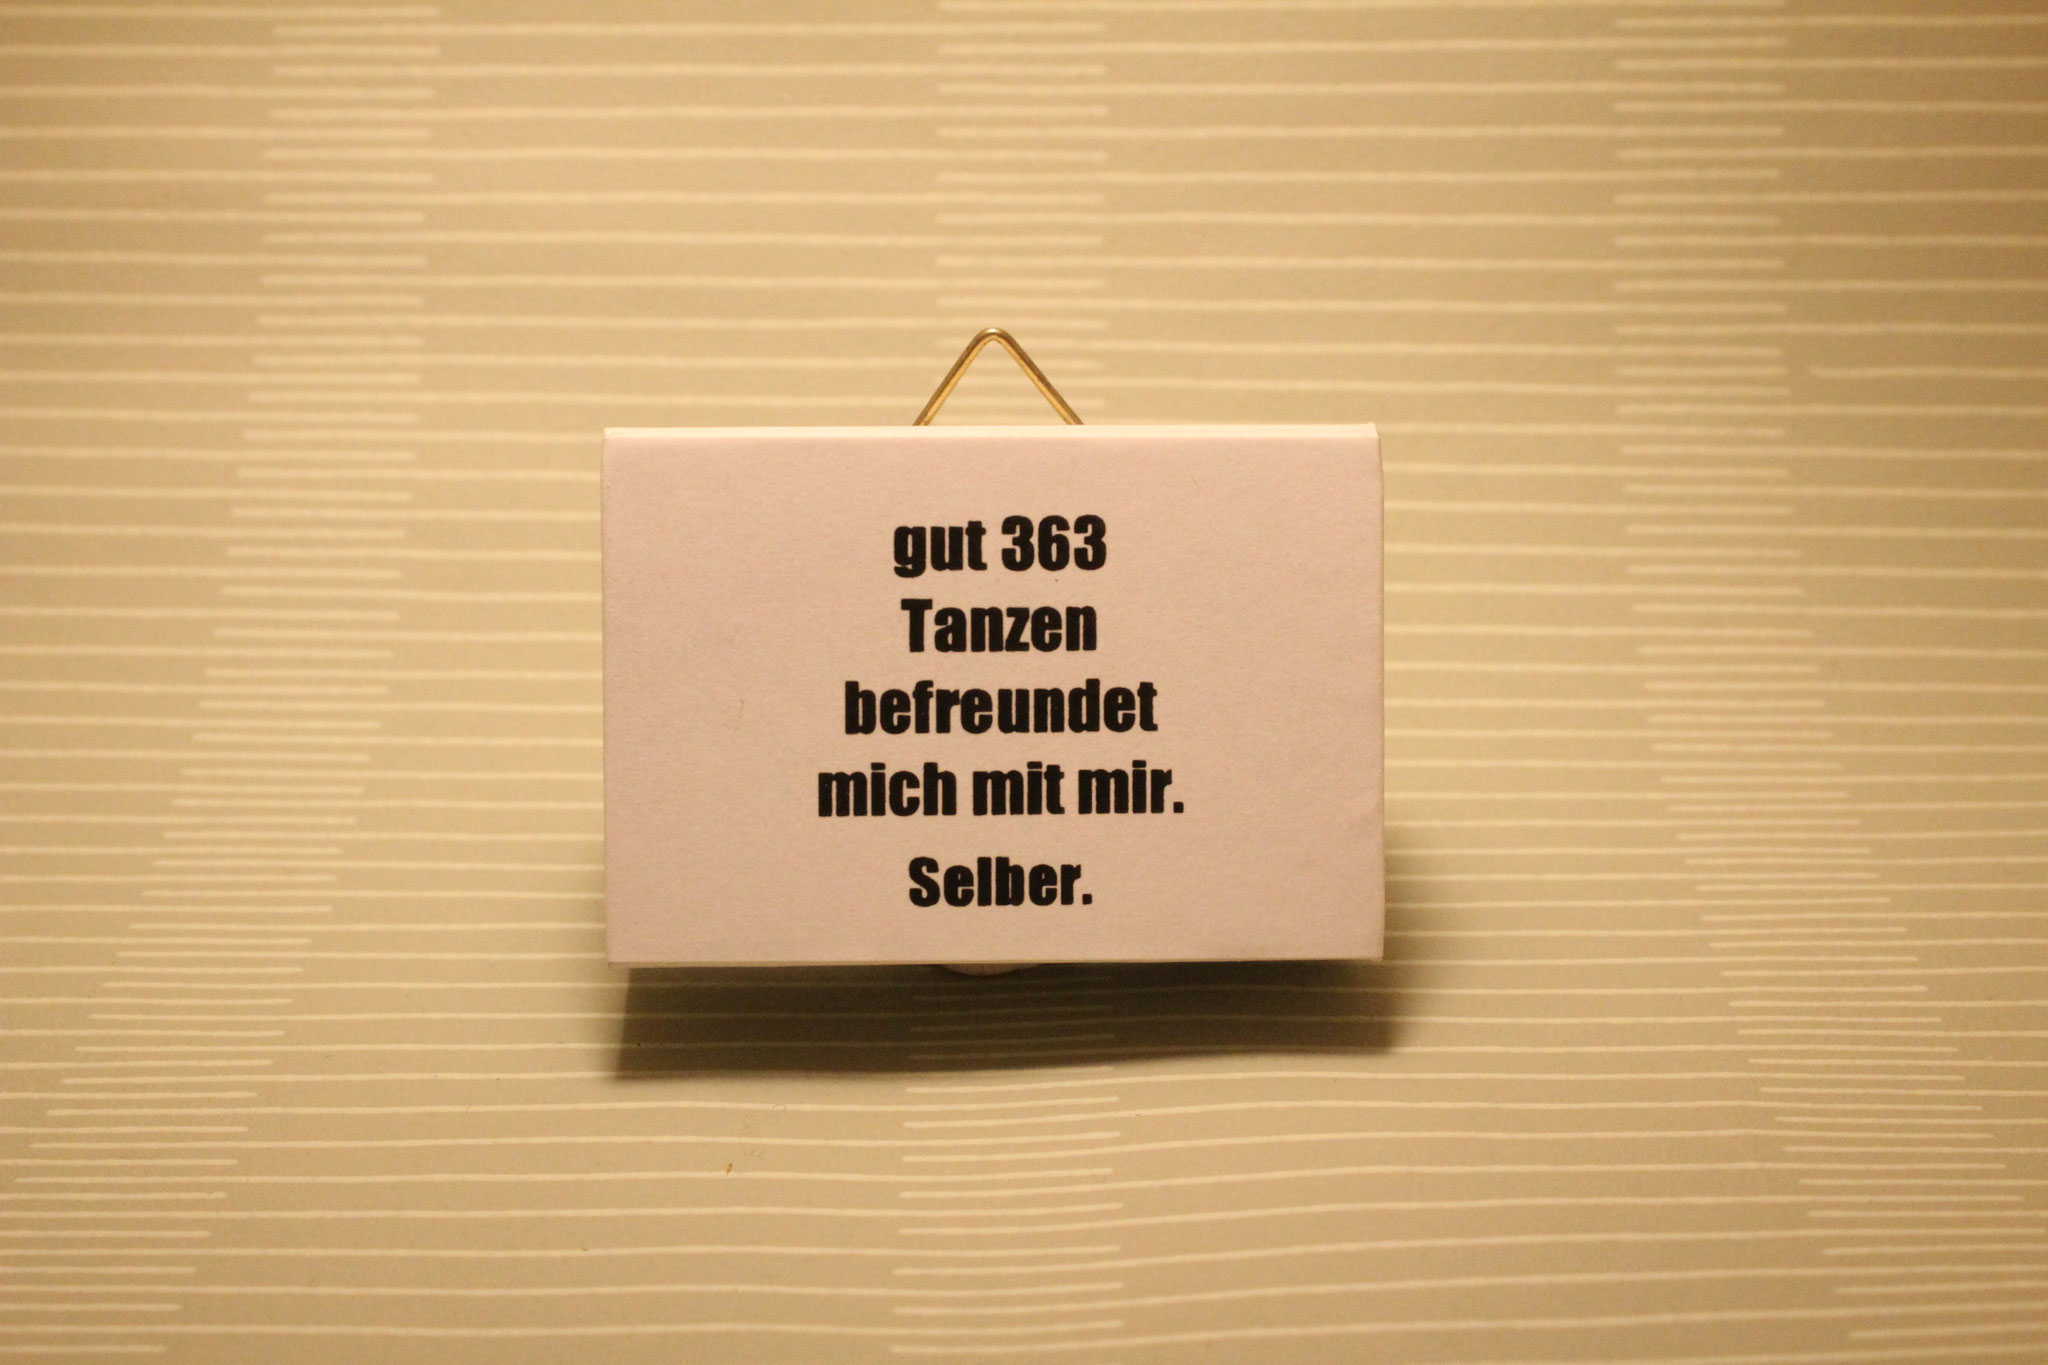 gut 363
Tanzen
befreundet
mich mit mir.
Selber.